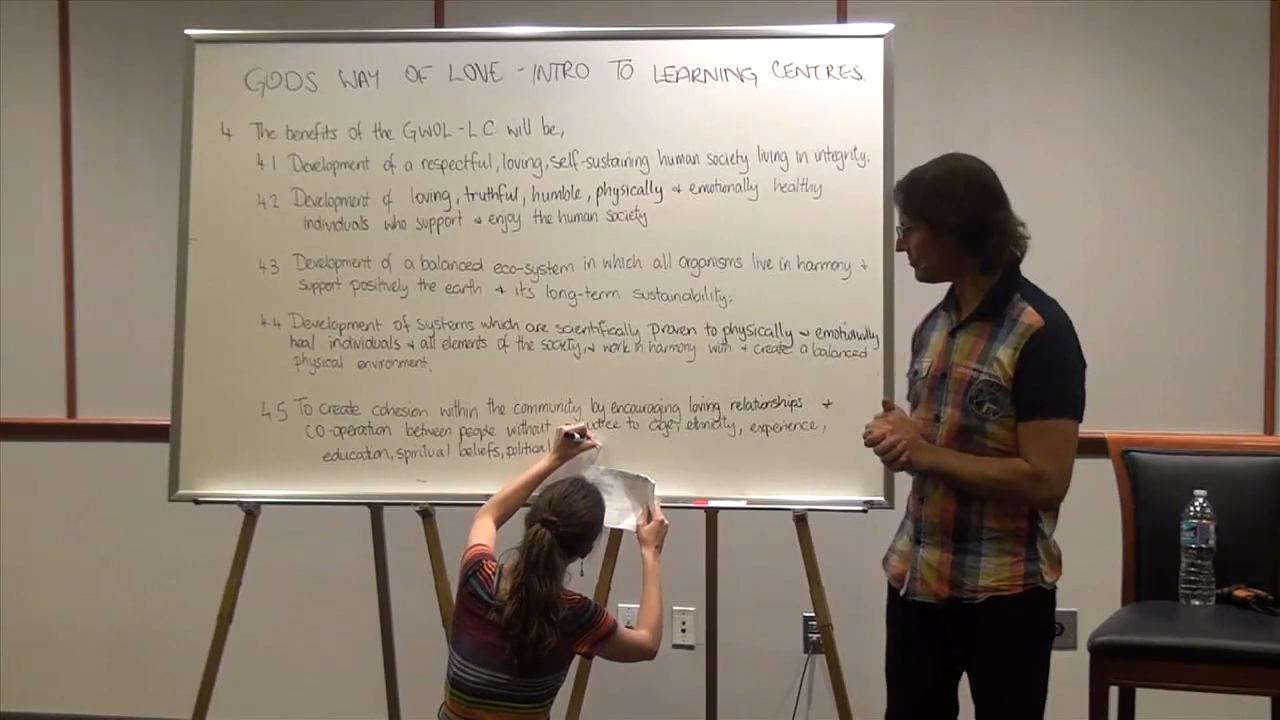 GODS WAY OF LOVE - INTRO TO LEARNING CENTRES.
4 The benefits of the GWOL-LC will be,
4.1 Development of a respectful, loving, self-sustaining human society living in integrity.
4.2 Development of loving, truthful, humble, physically + emotionally healthy
individuals who support + enjoy the human society
4.3 Development of a balanced eco-system in which all organisms live in harmony +
support positively the earth + its long-term sustainability.
4.4 Development of systems which are scientifically proven to physically + emotionally
heal individuals + all elements of the society, + work in harmony with + create a balanced
physical environment.
4.5 To create cohesion within the community by encouraging loving relationships +
co-operation between people without to age, ethnicity, experience,
education, spiritual beliefs, political